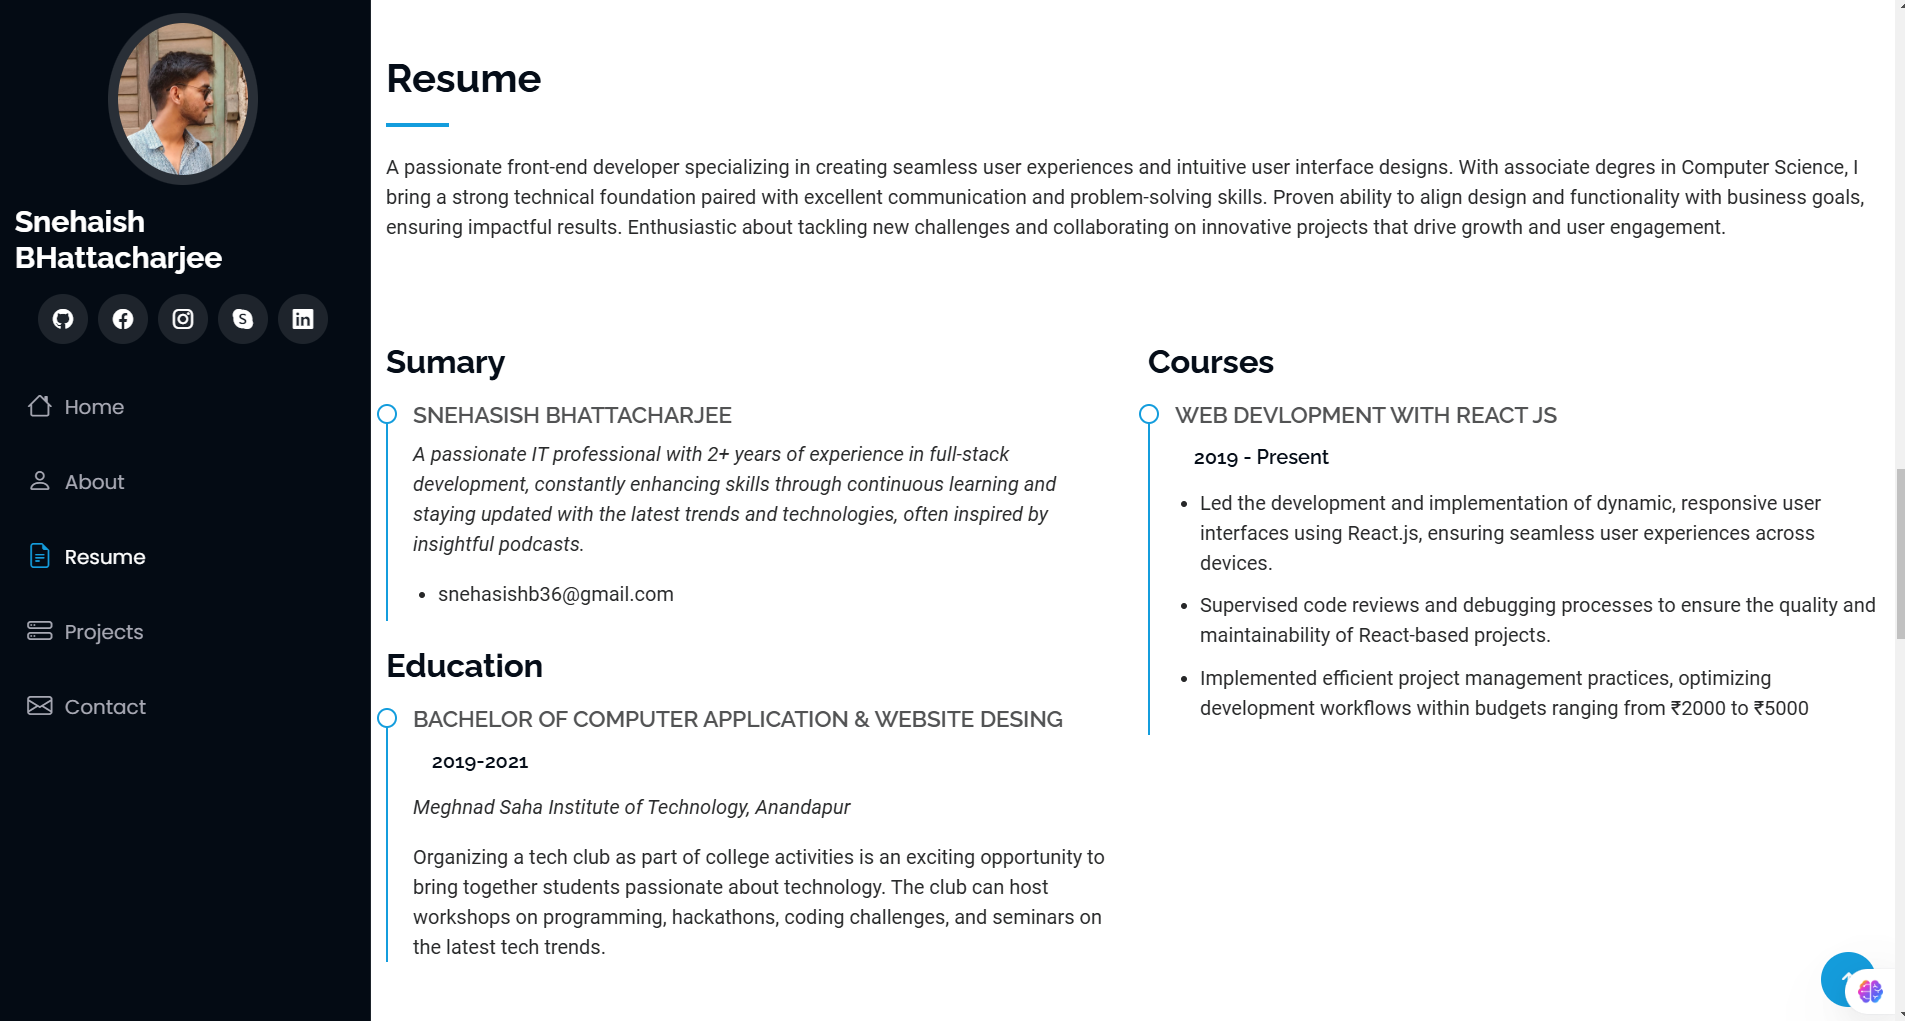 Snehaish
BHattacharjee
Home
About
Resume
Projects
Contact
Resume
A passionate front-end developer specializing in creating seamless user experiences and intuitive user interface designs. With associate degres in Computer Science, I
bring a strong technical foundation paired with excellent communication and problem-solving skills. Proven ability to align design and functionality with business goals,
ensuring impactful results. Enthusiastic about tackling new challenges and collaborating on innovative projects that drive growth and user engagement.
Sumary
SNEHASISH BHATTACHARJEE
A passionate IT professional with 2+ years of experience in full-stack
development, constantly enhancing skills through continuous learning and
staying updated with the latest trends and technologies, often inspired by
insightful podcasts.
• snehasishb36@gmail.com
Education
BACHELOR OF COMPUTER APPLICATION & WEBSITE DESING
2019-2021
Meghnad Saha Institute of Technology, Anandapur
Organizing a tech club as part of college activities is an exciting opportunity to
bring together students passionate about technology. The club can host
workshops on programming, hackathons, coding challenges, and seminars on
the latest tech trends.
Courses
WEB DEVLOPMENT WITH REACT JS
2019 - Present
• Led the development and implementation of dynamic, responsive user
interfaces using React.js, ensuring seamless user experiences across
devices.
• Supervised code reviews and debugging processes to ensure the quality and
maintainability of React-based projects.
• Implemented efficient project management practices, optimizing
development workflows within budgets ranging from ₹2000 to ₹5000